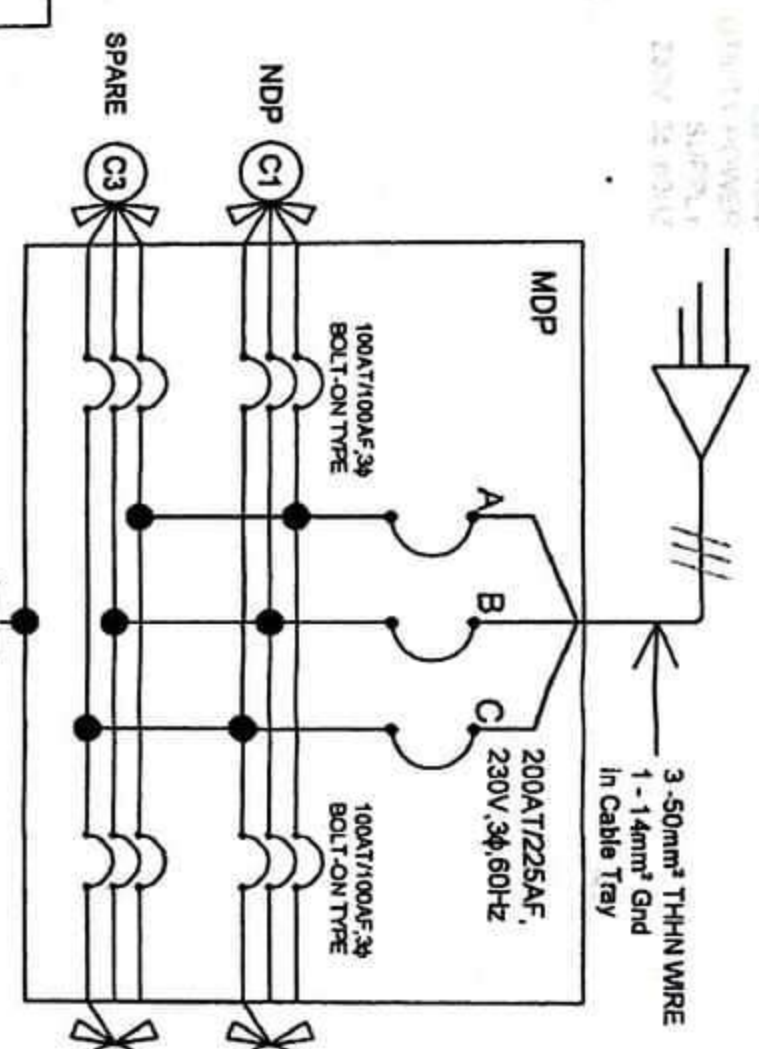 SUPPLY
3 -50mm² THHN WIRE
1 - 14mm² Gnd
in Cable Tray
MDP
A
B
C
200AT/225AF,
230V,3ϕ,60Hz
100AT/100AF,3ϕ
BOLT-ON TYPE
100AT/100AF,3ϕ
BOLT-ON TYPE
NDP
C1
SPARE
C3